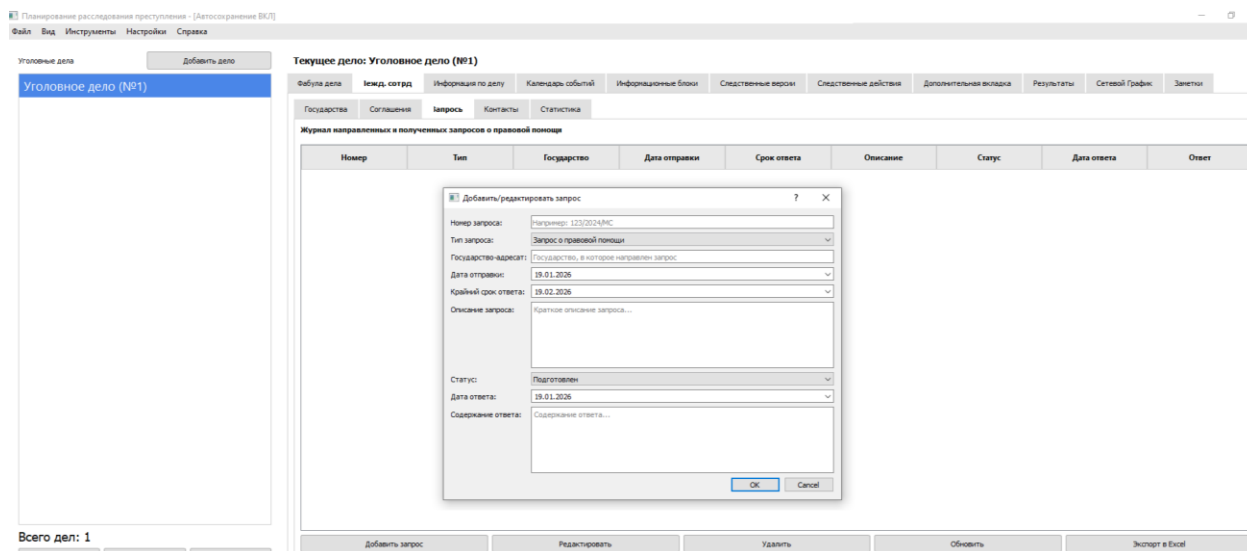 Планирование расследования преступления - [Автосохранение ВКЛ]
Файл Вид Инструменты Настройки Справка
Уголовные дела Добавить дело
Уголовное дело (№1)
Текущее дело: Уголовное дело (№1)
Фабула дела Іежд. сотрд Информация по делу Календарь событий Информационные блоки Следственные версии Следственные действия Дополнительная вкладка Результаты Сетевой График Заметки
Государства Соглашения Іапросы Контакты Статистика
Журнал направленных и полученных запросов о правовой помощи
Номер Тип Государство Дата отправки Срок ответа Описание Статус Дата ответа Ответ
Добавить/редактировать запрос ? ×
Номер запроса: Например: 123/2024/МС
Тип запроса: Запрос о правовой помощи
Государство-адресат: Государство, в которое направлен запрос
Дата отправки: 19.01.2026
Крайний срок ответа: 19.02.2026
Описание запроса: Краткое описание запроса...
Статус: Подготовлен
Дата ответа: 19.01.2026
Содержание ответа: Содержание ответа...
OK Cancel
Всего дел: 1
Добавить запрос Редактировать Удалить Обновить Экспорт в Excel